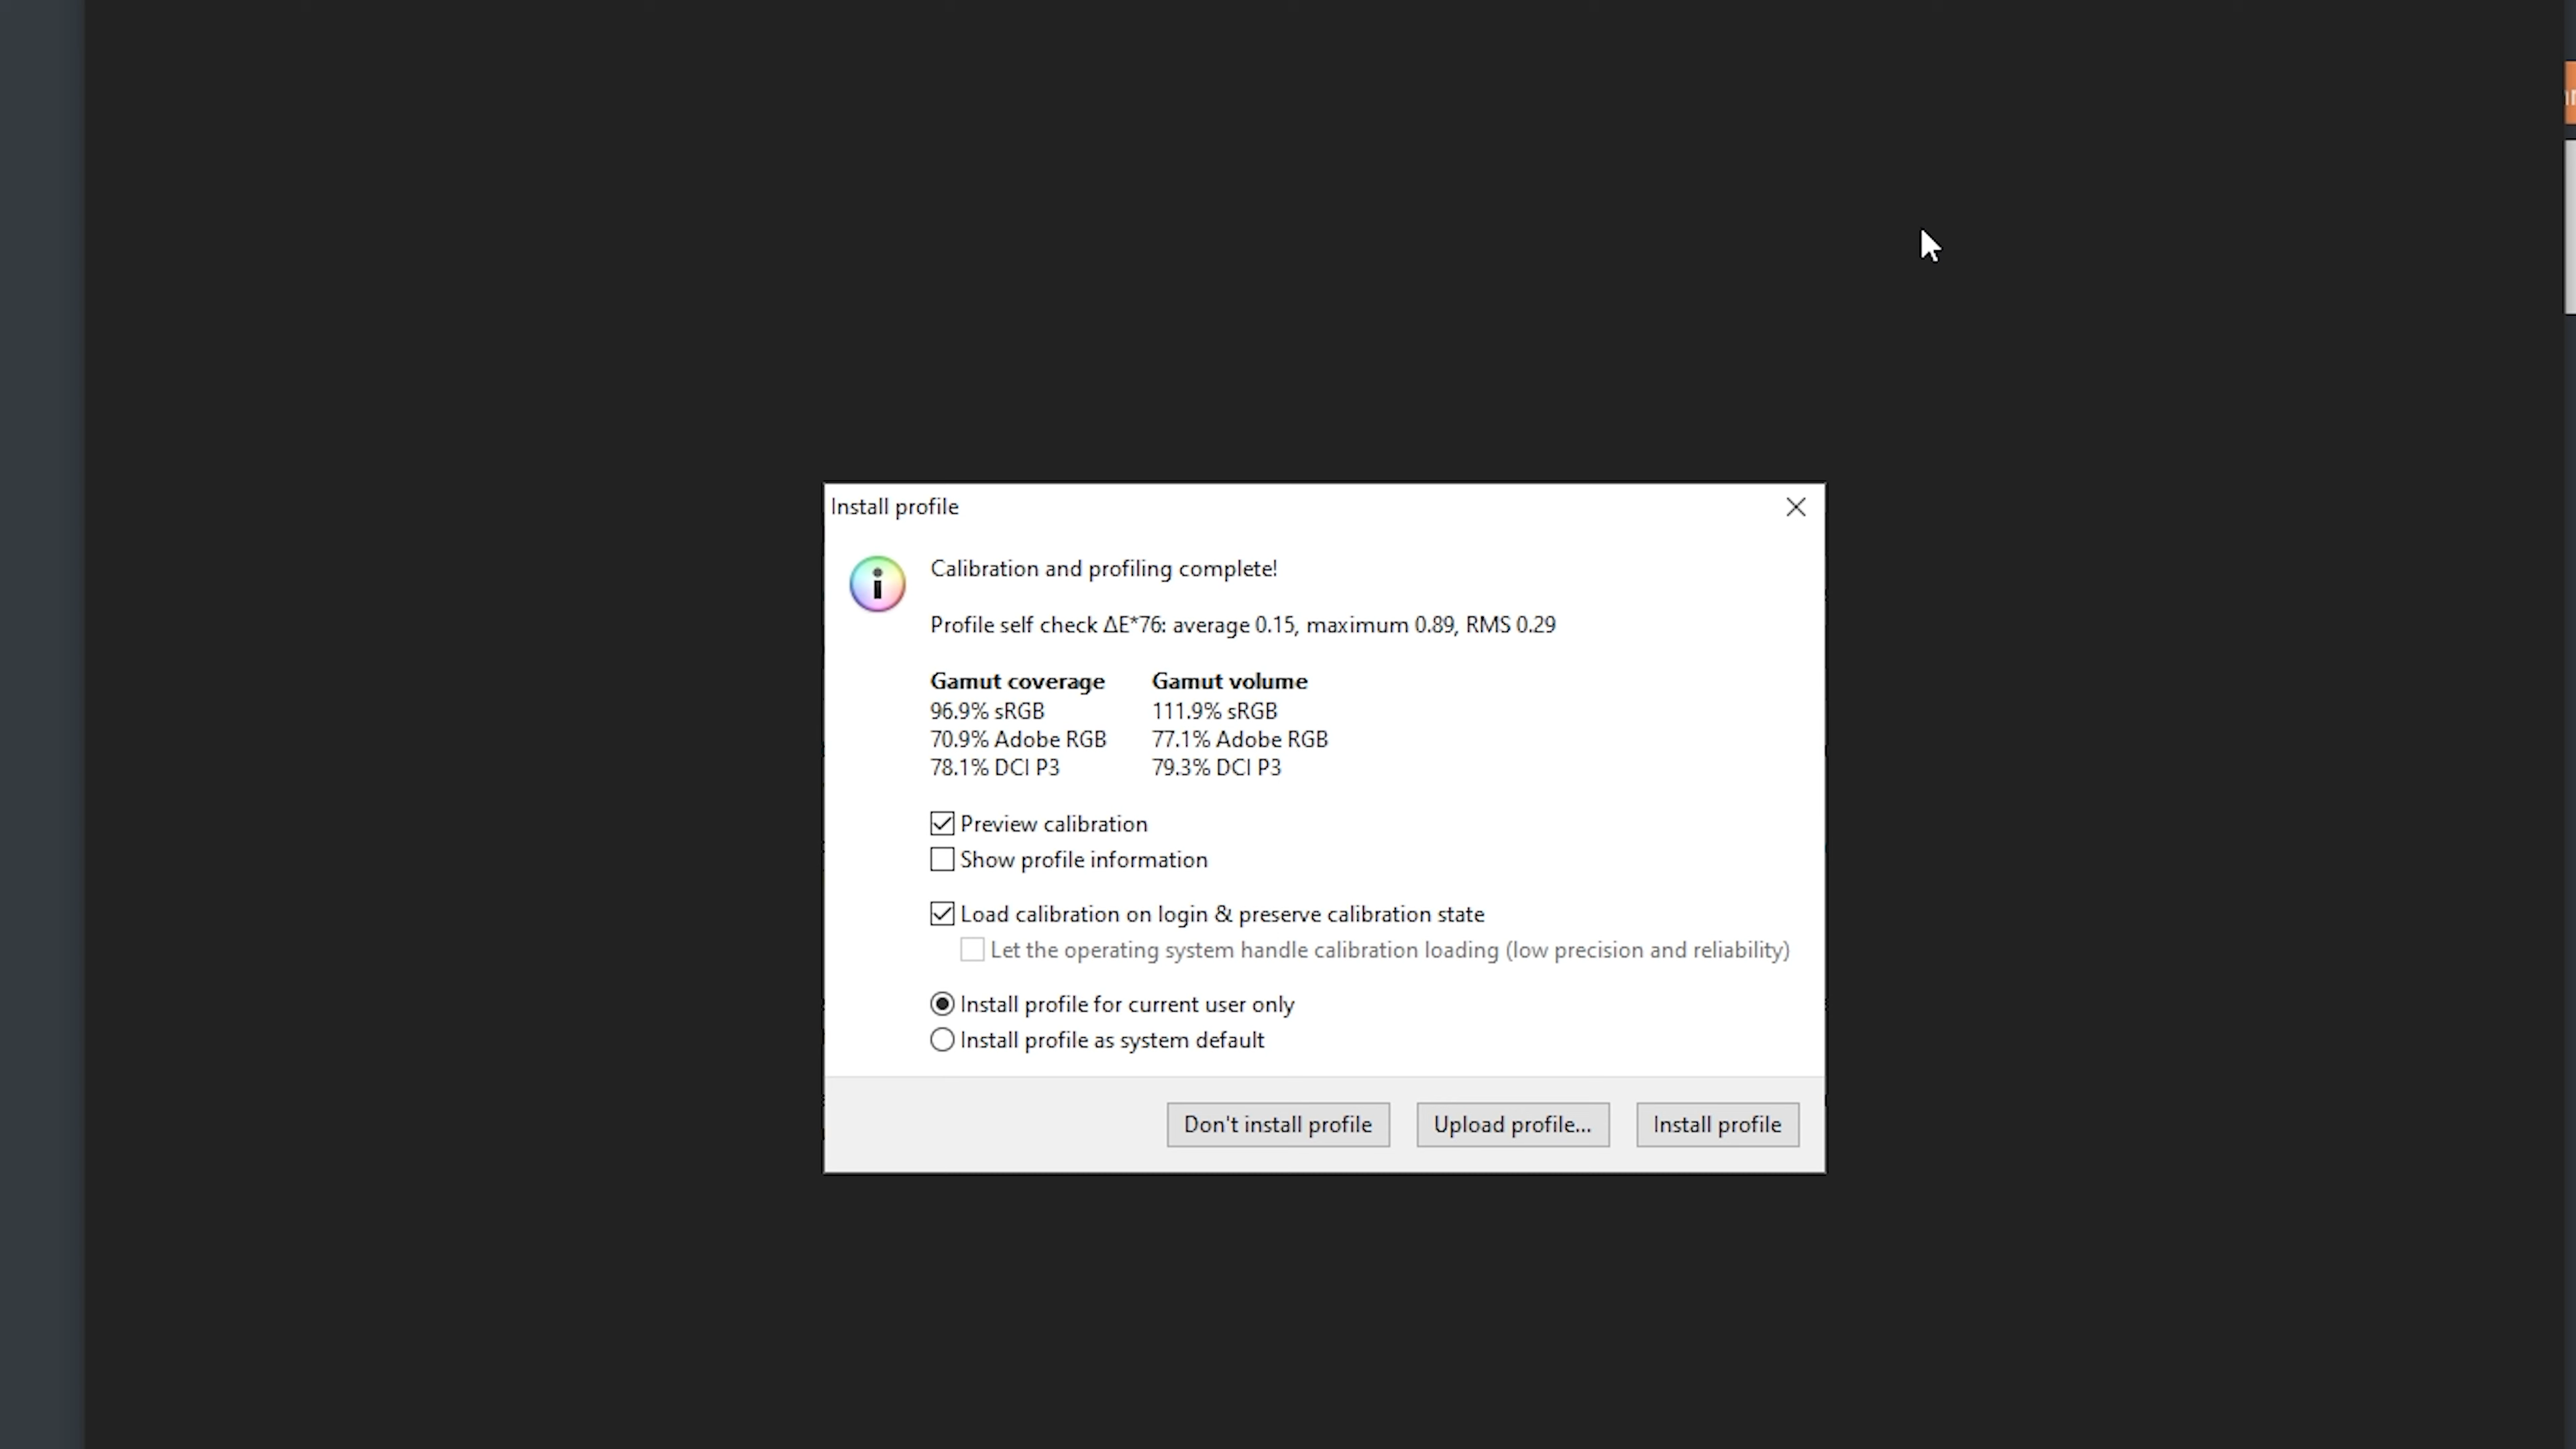 Install profile
Calibration and profiling complete!
Profile self check ΔE*76: average 0.15, maximum 0.89, RMS 0.29
Gamut coverage Gamut volume
96.9% sRGB 111.9% sRGB
70.9% Adobe RGB 77.1% Adobe RGB
78.1% DCI P3 79.3% DCI P3
Preview calibration
Show profile information
Load calibration on login & preserve calibration state
Let the operating system handle calibration loading (low precision and reliability)
Install profile for current user only
Install profile as system default
Don't install profile Upload profile... Install profile